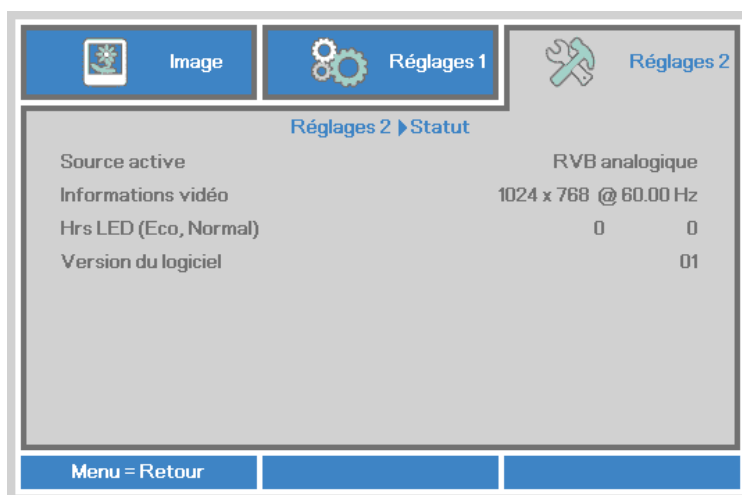 Image Réglages 1 Réglages 2
Réglages 2 ▶ Statut
Source active RVB analogique
Informations vidéo 1024 x 768 @ 60.00 Hz
Hrs LED (Eco, Normal) 0 0
Version du logiciel 01
Menu = Retour